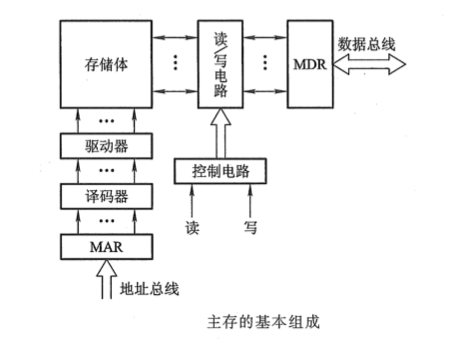 存储体
读/写电路
MDR
数据总线
驱动器
控制电路
译码器
读
写
MAR
地址总线
主存的基本组成